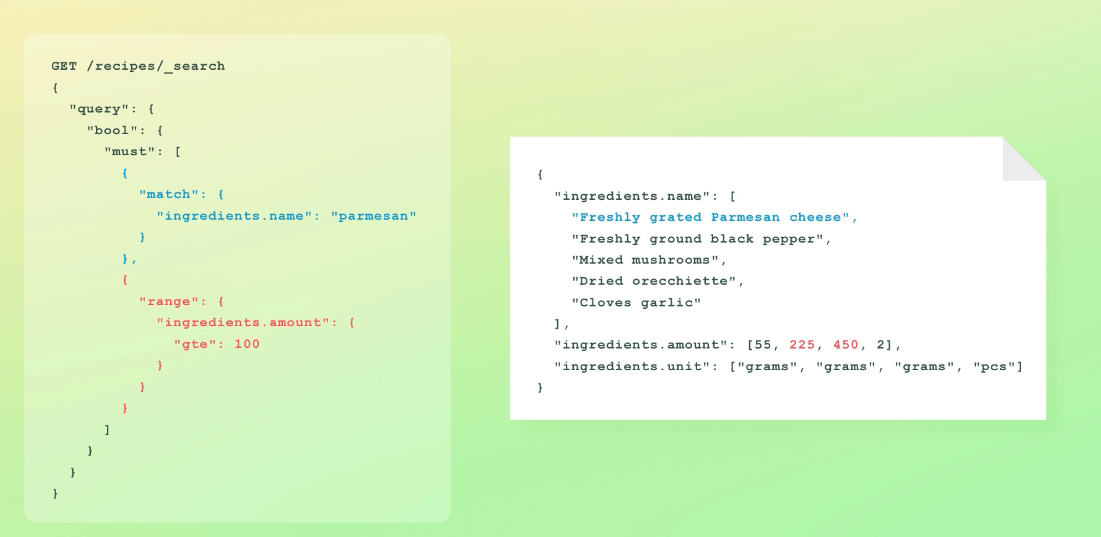 GET /recipes/_search
{
  "query": {
    "bool": {
      "must": [
        {
          "match": {
            "ingredients.name": "parmesan"
          }
        },
        {
          "range": {
            "ingredients.amount": {
              "gte": 100
            }
          }
        }
      ]
    }
  }
}
{
  "ingredients.name": [
    "Freshly grated Parmesan cheese",
    "Freshly ground black pepper",
    "Mixed mushrooms",
    "Dried orecchiette",
    "Cloves garlic"
  ],
  "ingredients.amount": [55, 225, 450, 2],
  "ingredients.unit": ["grams", "grams", "grams", "pcs"]
}